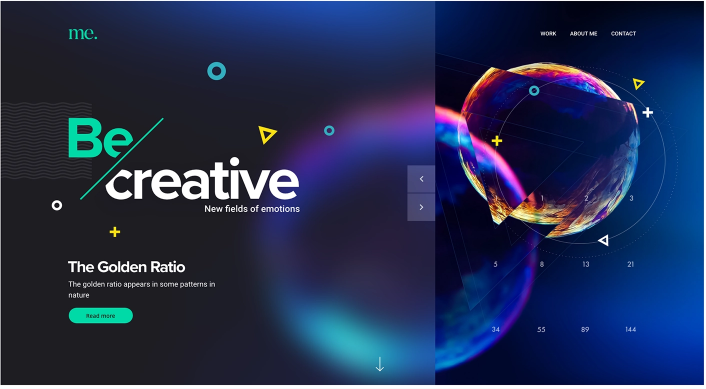 me.
WORK ABOUT ME CONTACT
Be
creative
New fields of emotions
The Golden Ratio
The golden ratio appears in some patterns in
nature
Read more
1 2 3
5 8 13 21
34 55 89 144